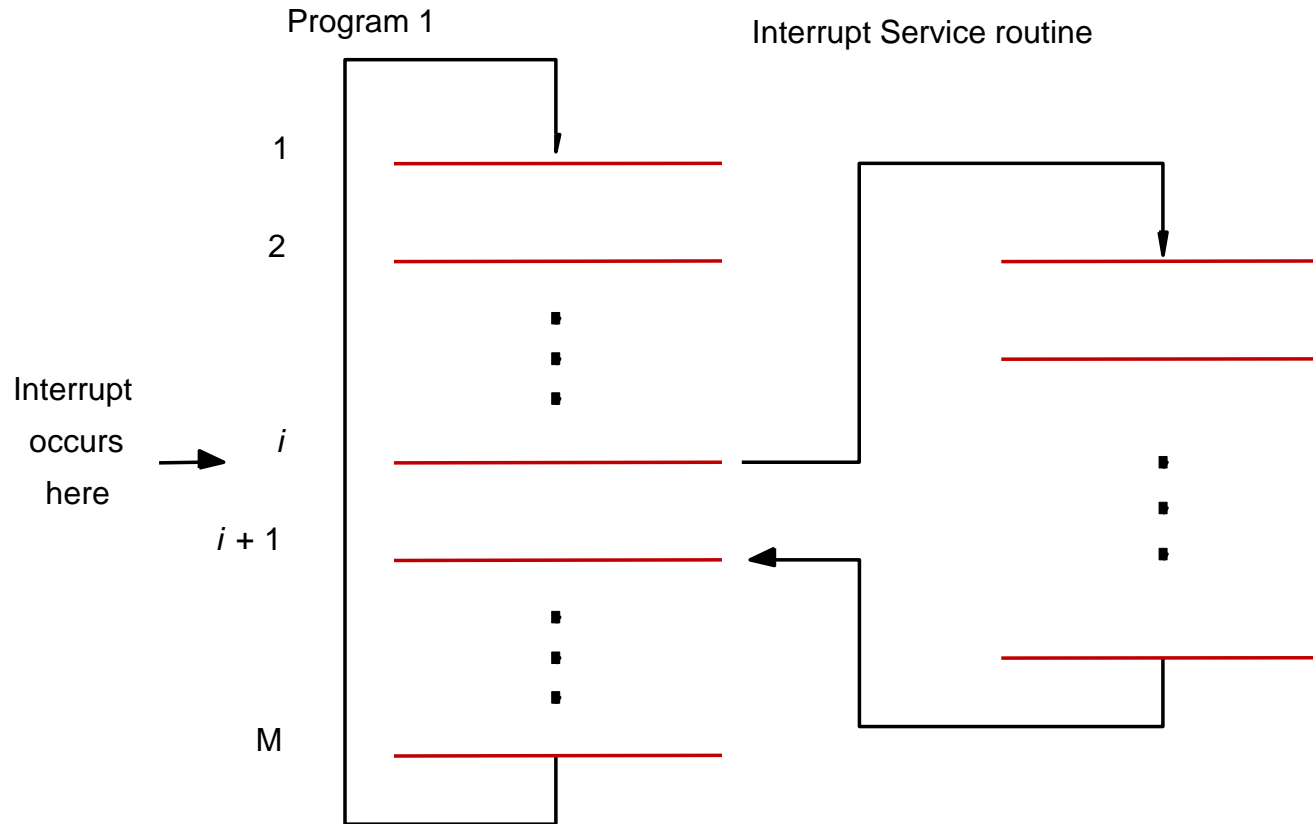 Program 1
Interrupt Service routine
1
2
Interrupt
occurs
here
i
i + 1
M